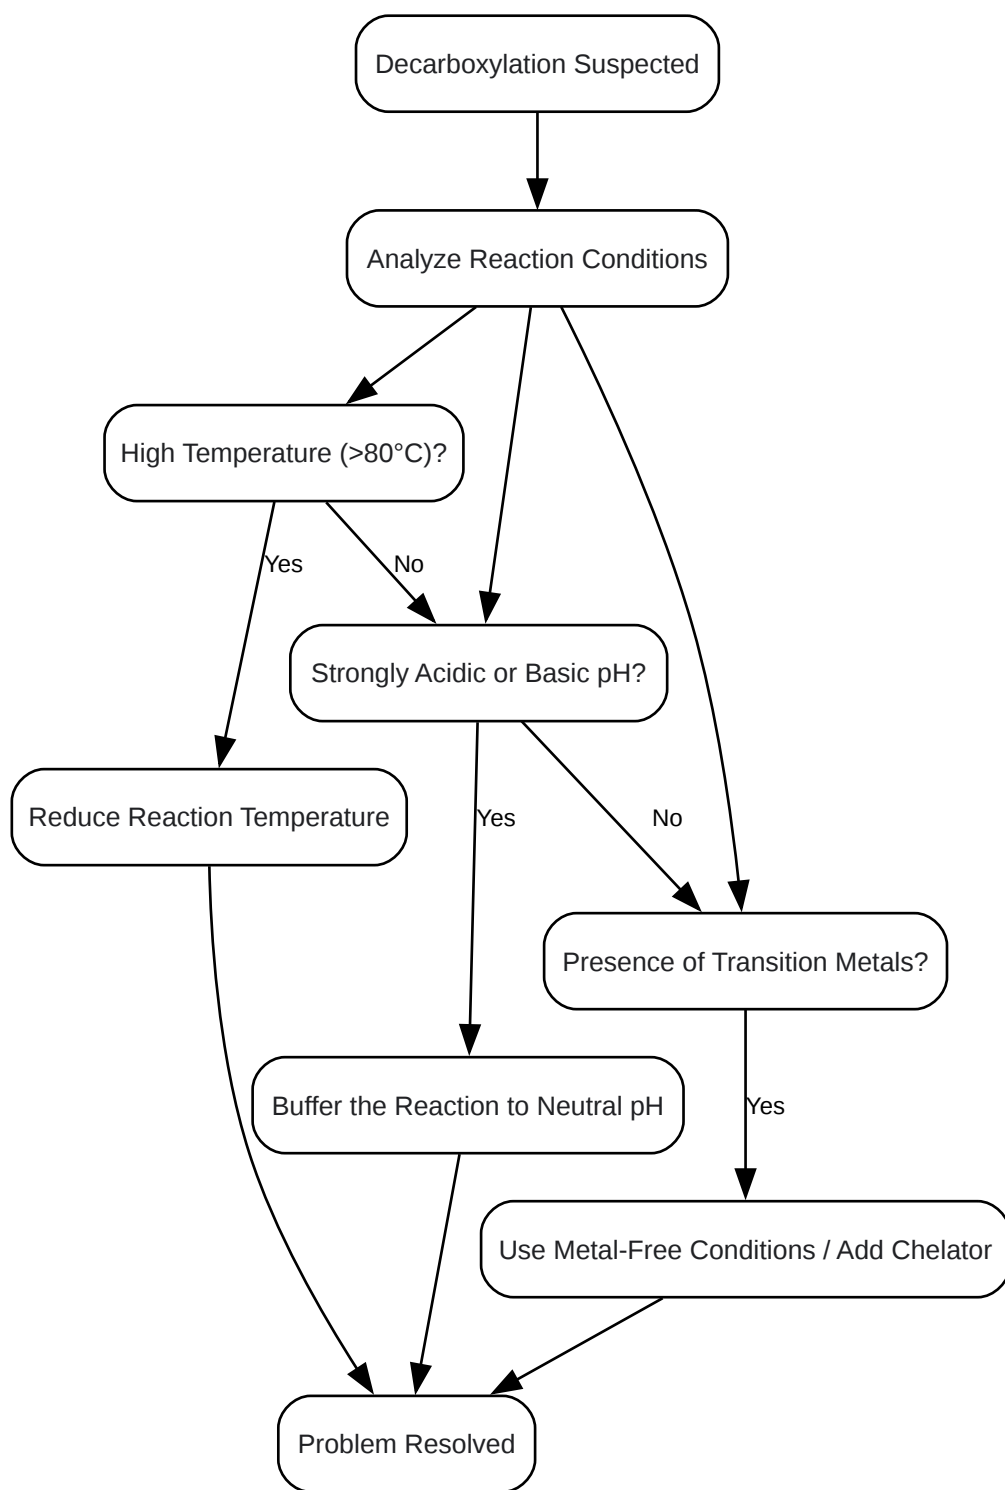 Decarboxylation Suspected
Analyze Reaction Conditions
High Temperature (>80°C)?
Yes
No
Strongly Acidic or Basic pH?
Reduce Reaction Temperature
Yes
No
Presence of Transition Metals?
Buffer the Reaction to Neutral pH
Yes
Use Metal-Free Conditions / Add Chelator
Problem Resolved